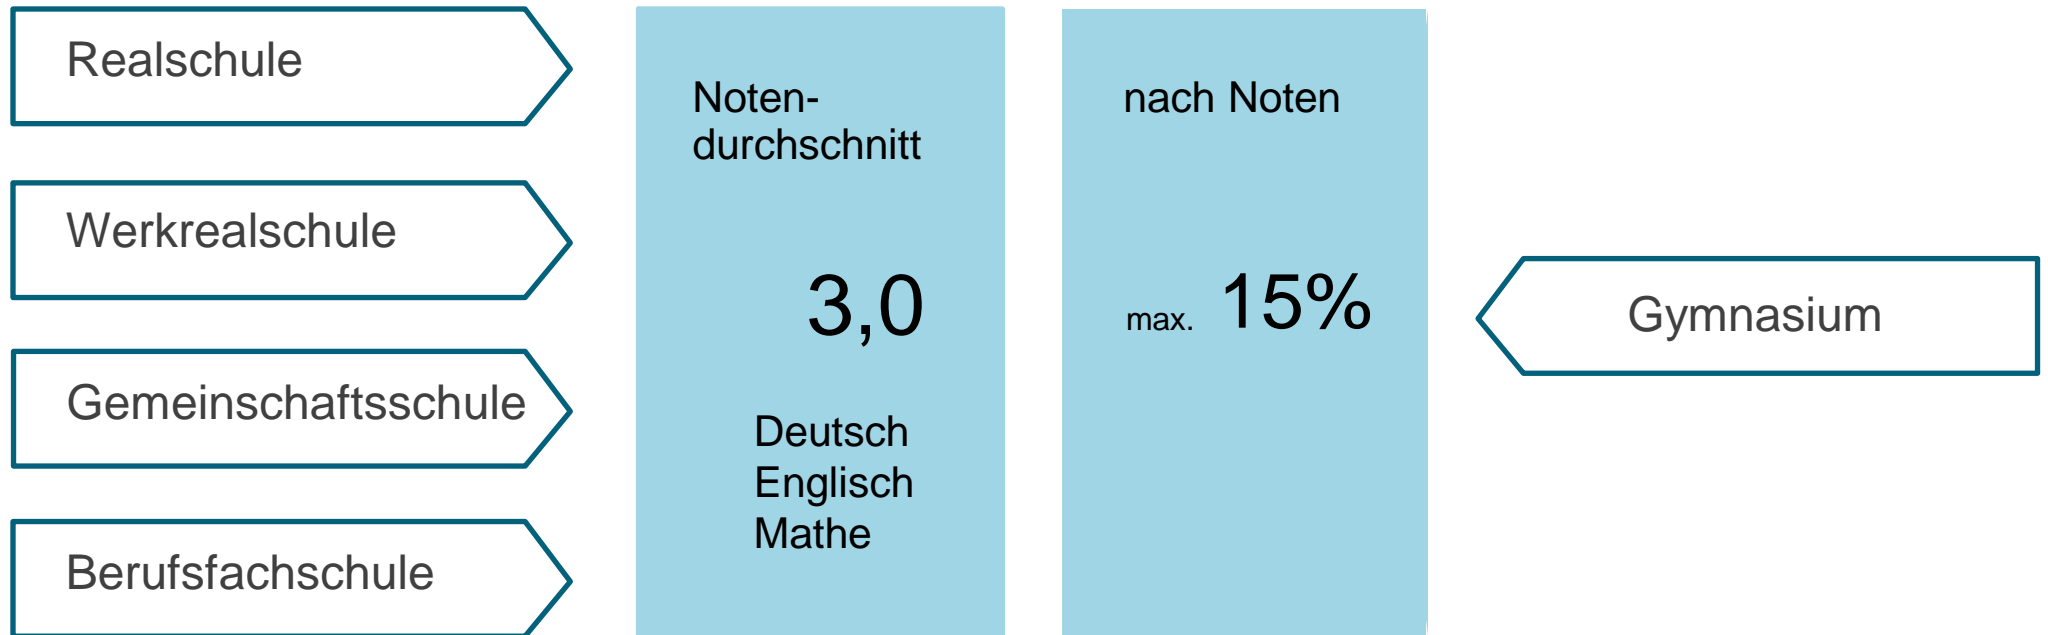 Realschule
Werkrealschule
Gemeinschaftsschule
Berufsfachschule
Noten-
durchschnitt
3,0
Deutsch
Englisch
Mathe
nach Noten
max. 15%
Gymnasium